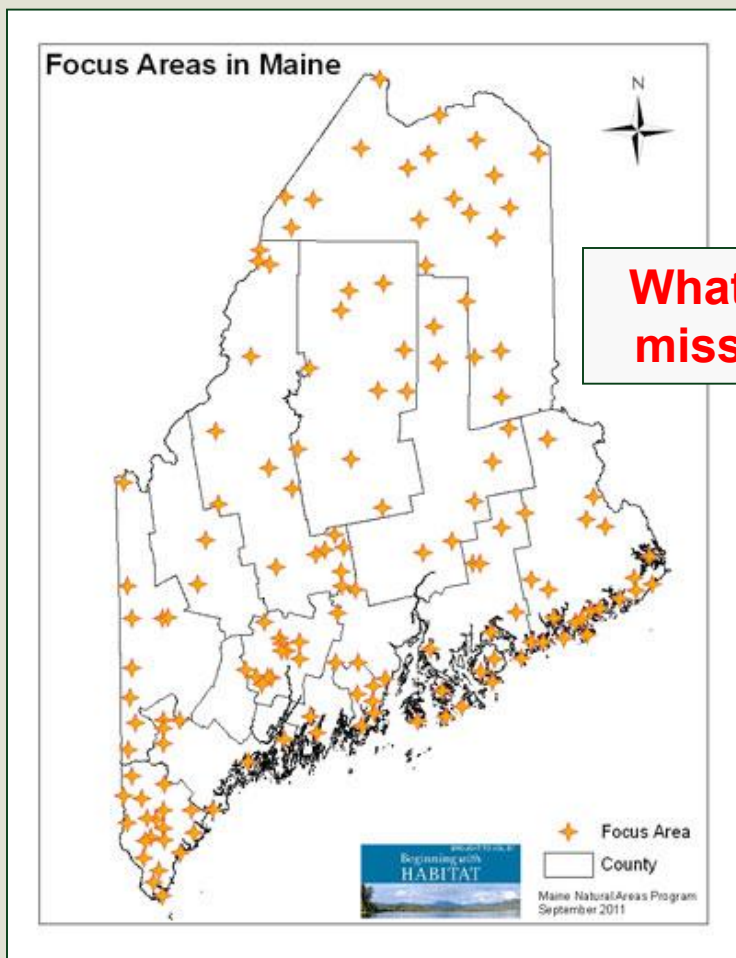 Focus Areas in Maine
N
What
miss
Focus Area
County
Beginning with
HABITAT
Maine Natural Areas Program
September 2011